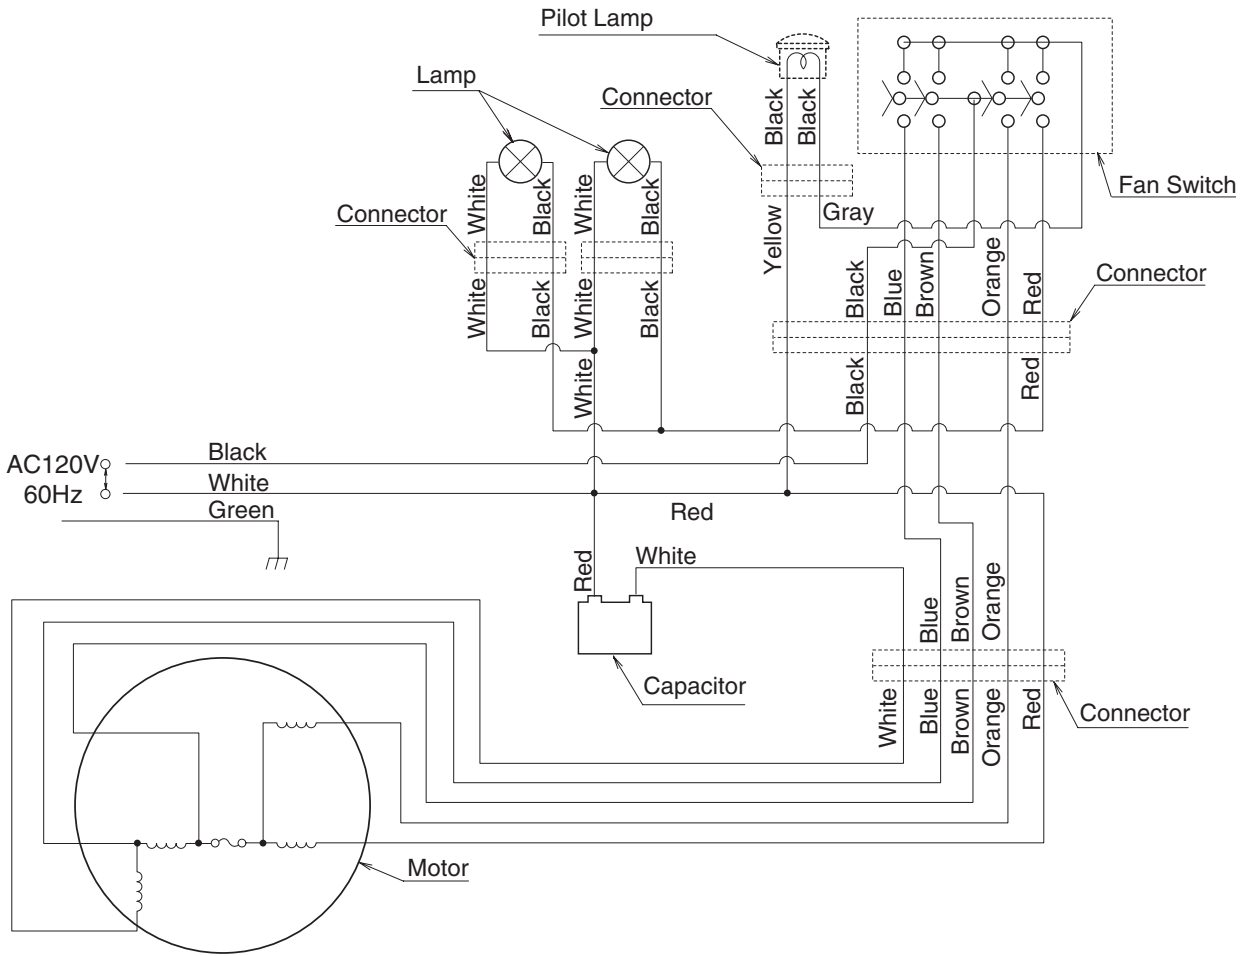 Pilot Lamp
Lamp
Connector
Black
Black
Fan Switch
White
Black
White
Black
Connector
Yellow
Gray
White
Black
White
Black
Black
Blue
Brown
Orange
Red
Connector
White
Black
Red
AC120V
60Hz
Black
White
Green
Red
Red
White
Blue
Brown
Orange
Capacitor
White
Blue
Brown
Orange
Red
Connector
Motor